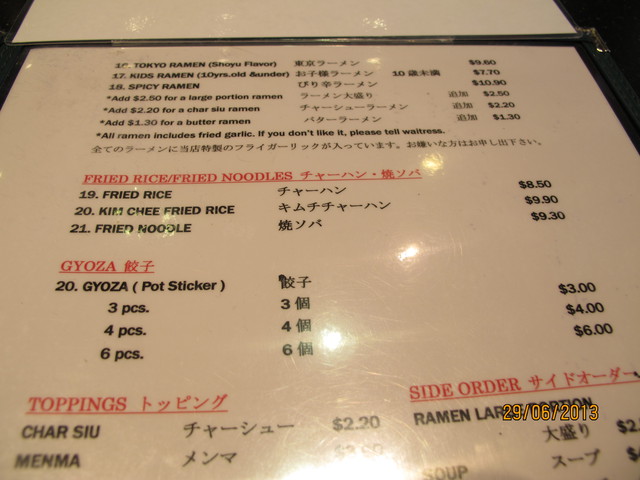 16. TOKYO RAMEN (Shoyu Flavor) 東京ラーメン $9.60
17. KIDS RAMEN (10yrs.old &under) お子様ラーメン 10歳未満 $7.70
18. SPICY RAMEN ぴり辛ラーメン $10.90
*Add $2.50 for a large portion ramen ラーメン大盛り 追加 $2.50
*Add $2.20 for a char siu ramen チャーシューラーメン 追加 $2.20
*Add $1.30 for a butter ramen バターラーメン 追加 $1.30
*All ramen includes fried garlic. If you don't like it, please tell waitress.
全てのラーメンに当店特製のフライガーリックが入っています。お嫌いな方はお申し出下さい。
FRIED RICE/FRIED NOODLES チャーハン・焼ソバ
19. FRIED RICE チャーハン $8.50
20. KIM CHEE FRIED RICE キムチチャーハン $9.90
21. FRIED NOODLE 焼ソバ $9.30
GYOZA 餃子
20. GYOZA ( Pot Sticker ) 餃子
3 pcs. 3個 $3.00
4 pcs. 4個 $4.00
6 pcs. 6個 $6.00
TOPPINGS トッピング
CHAR SIU チャーシュー $2.20
MENMA メンマ
SIDE ORDER サイドオーダー
RAMEN LARGE PORTION
大盛り
SOUP スープ
29/06/2013